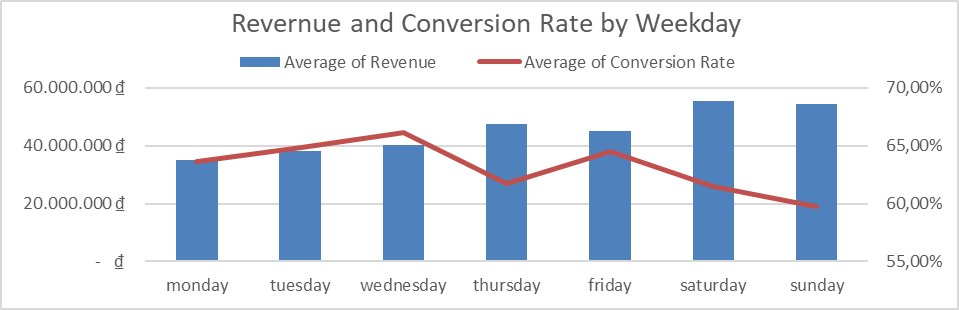 Revernue and Conversion Rate by Weekday
Average of Revenue Average of Conversion Rate
60.000.000 ₫ 70,00%
40.000.000 ₫ 65,00%
20.000.000 ₫ 60,00%
- ₫ 55,00%
monday tuesday wednesday thursday friday saturday sunday